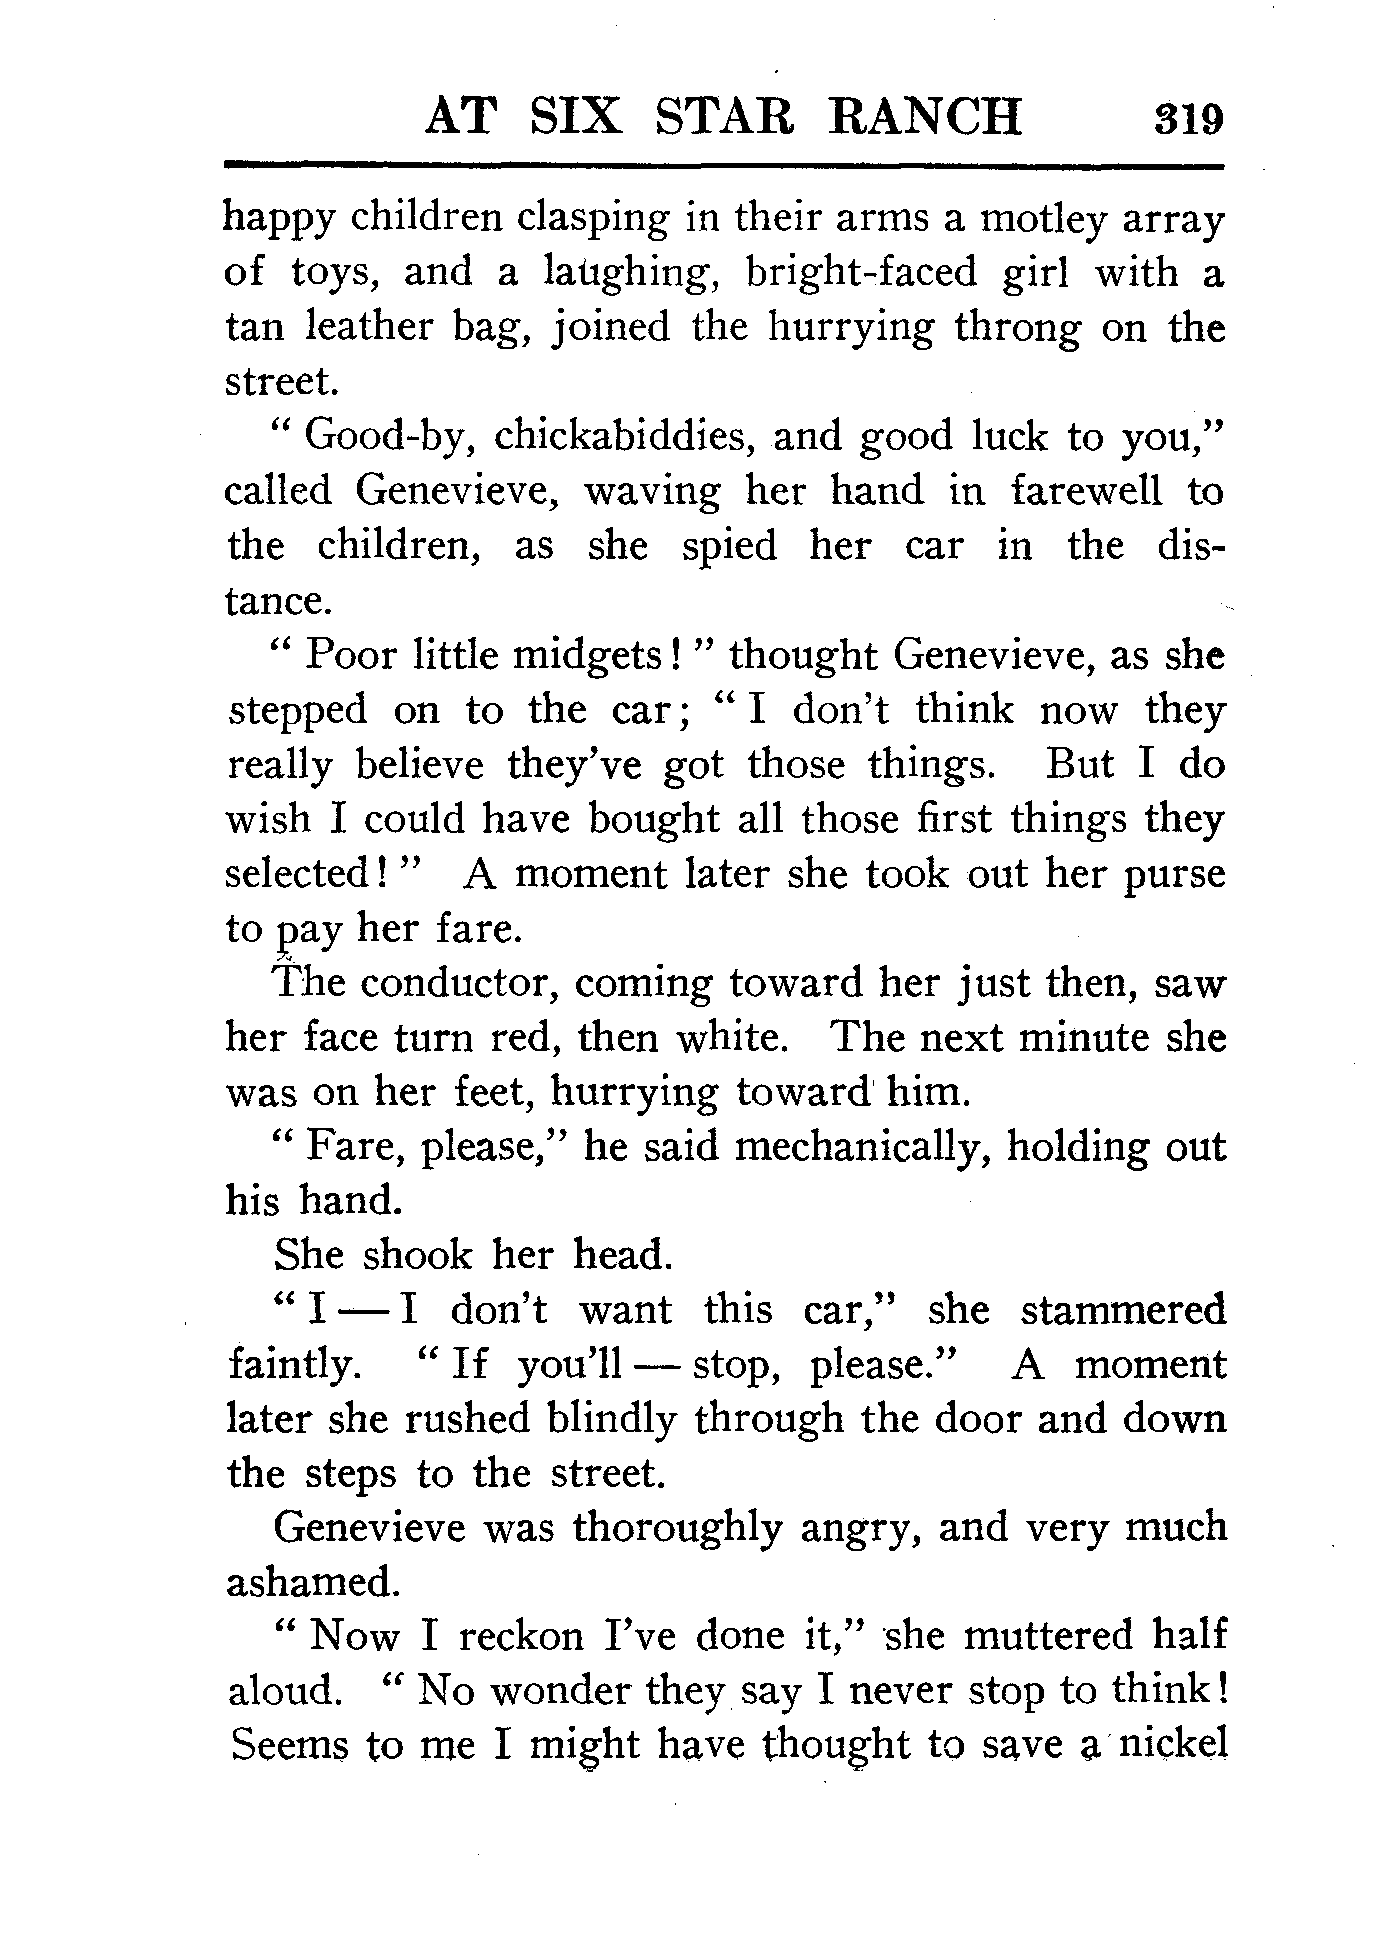 AT SIX STAR RANCH 319
happy children clasping in their arms a motley array
of toys, and a laughing, bright-faced girl with a
tan leather bag, joined the hurrying throng on the
street.
“ Good-by, chickabiddies, and good luck to you,”
called Genevieve, waving her hand in farewell to
the children, as she spied her car in the dis-
tance.
“ Poor little midgets! ” thought Genevieve, as she
stepped on to the car; “ I don't think now they
really believe they've got those things. But I do
wish I could have bought all those first things they
selected! ” A moment later she took out her purse
to pay her fare.
The conductor, coming toward her just then, saw
her face turn red, then white. The next minute she
was on her feet, hurrying toward him.
“ Fare, please,” he said mechanically, holding out
his hand.
She shook her head.
“ I — I don't want this car,” she stammered
faintly. “ If you'll — stop, please.” A moment
later she rushed blindly through the door and down
the steps to the street.
Genevieve was thoroughly angry, and very much
ashamed.
“ Now I reckon I've done it,” she muttered half
aloud. “ No wonder they say I never stop to think!
Seems to me I might have thought to save a nickel